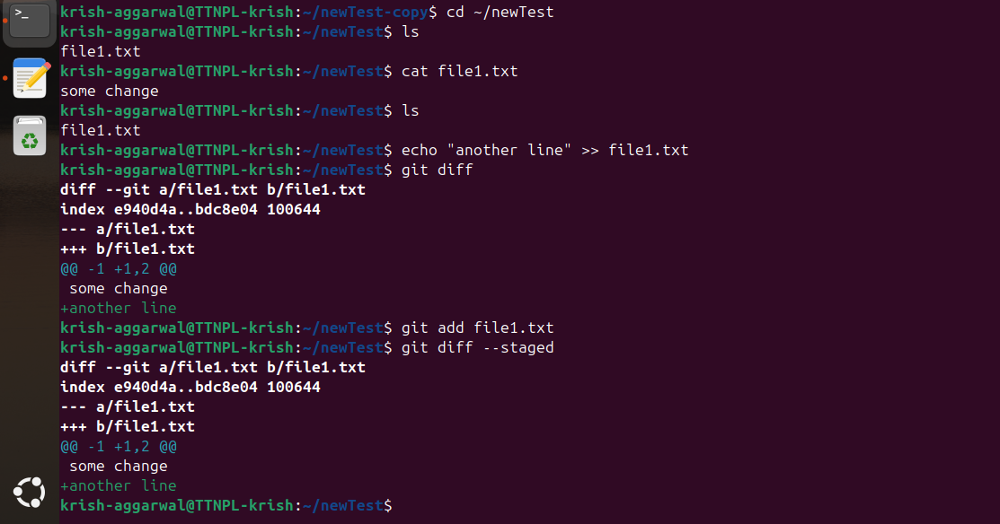 >_
krish-aggarwal@TTNPL-krish:~/newTest-copy$ cd ~/newTest
krish-aggarwal@TTNPL-krish:~/newTest$ ls
file1.txt
krish-aggarwal@TTNPL-krish:~/newTest$ cat file1.txt
some change
krish-aggarwal@TTNPL-krish:~/newTest$ ls
file1.txt
krish-aggarwal@TTNPL-krish:~/newTest$ echo "another line" >> file1.txt
krish-aggarwal@TTNPL-krish:~/newTest$ git diff
diff --git a/file1.txt b/file1.txt
index e940d4a..bdc8e04 100644
--- a/file1.txt
+++ b/file1.txt
@@ -1 +1,2 @@
 some change
+another line
krish-aggarwal@TTNPL-krish:~/newTest$ git add file1.txt
krish-aggarwal@TTNPL-krish:~/newTest$ git diff --staged
diff --git a/file1.txt b/file1.txt
index e940d4a..bdc8e04 100644
--- a/file1.txt
+++ b/file1.txt
@@ -1 +1,2 @@
 some change
+another line
krish-aggarwal@TTNPL-krish:~/newTest$